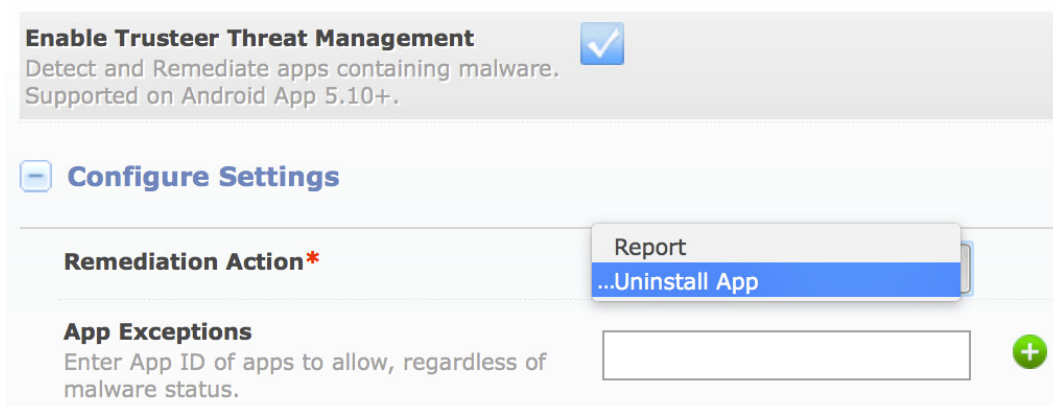 Enable Trusteer Threat Management
Detect and Remediate apps containing malware.
Supported on Android App 5.10+.
Configure Settings
Remediation Action*
Report
...Uninstall App
App Exceptions
Enter App ID of apps to allow, regardless of
malware status.